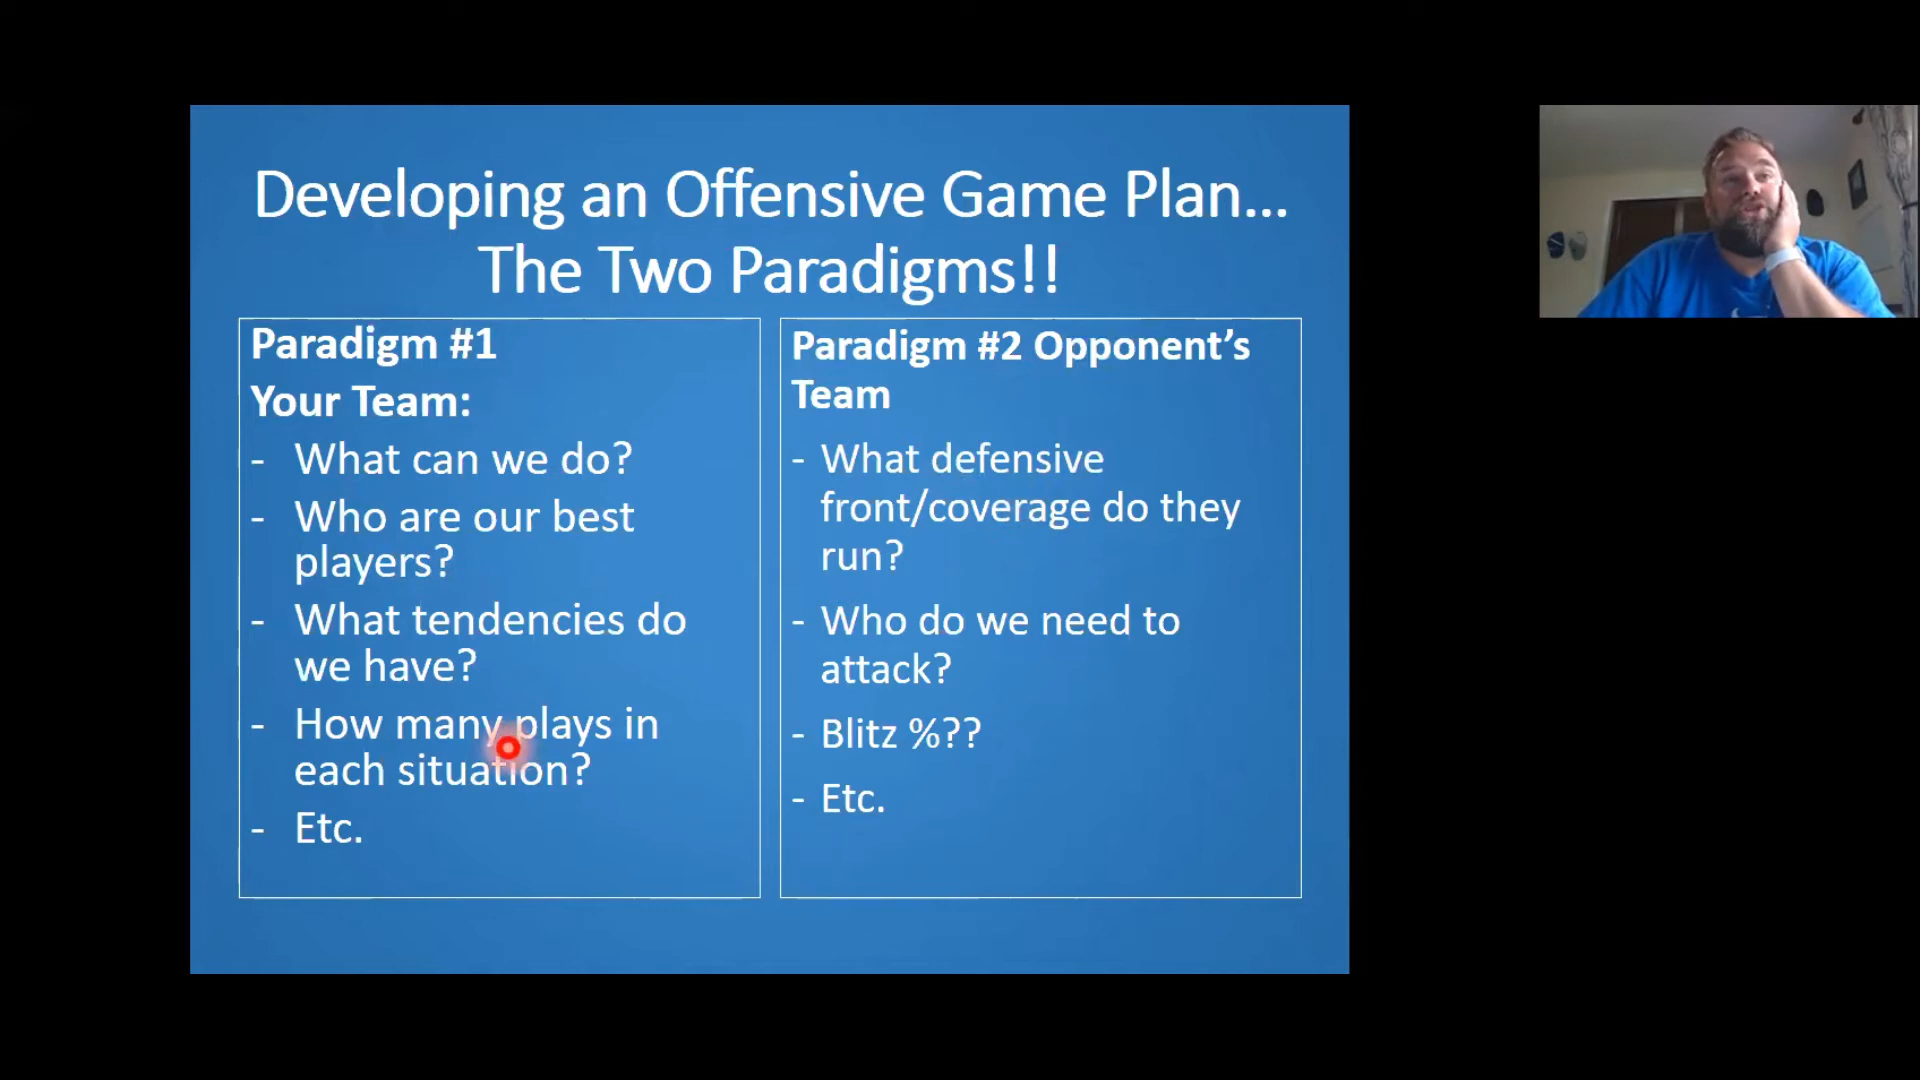 Developing an Offensive Game Plan...
The Two Paradigms!!
Paradigm #1
Your Team:
- What can we do?
- Who are our best
players?
- What tendencies do
we have?
- How many plays in
each situation?
- Etc.
Paradigm #2 Opponent’s
Team
- What defensive
front/coverage do they
run?
- Who do we need to
attack?
- Blitz %??
- Etc.